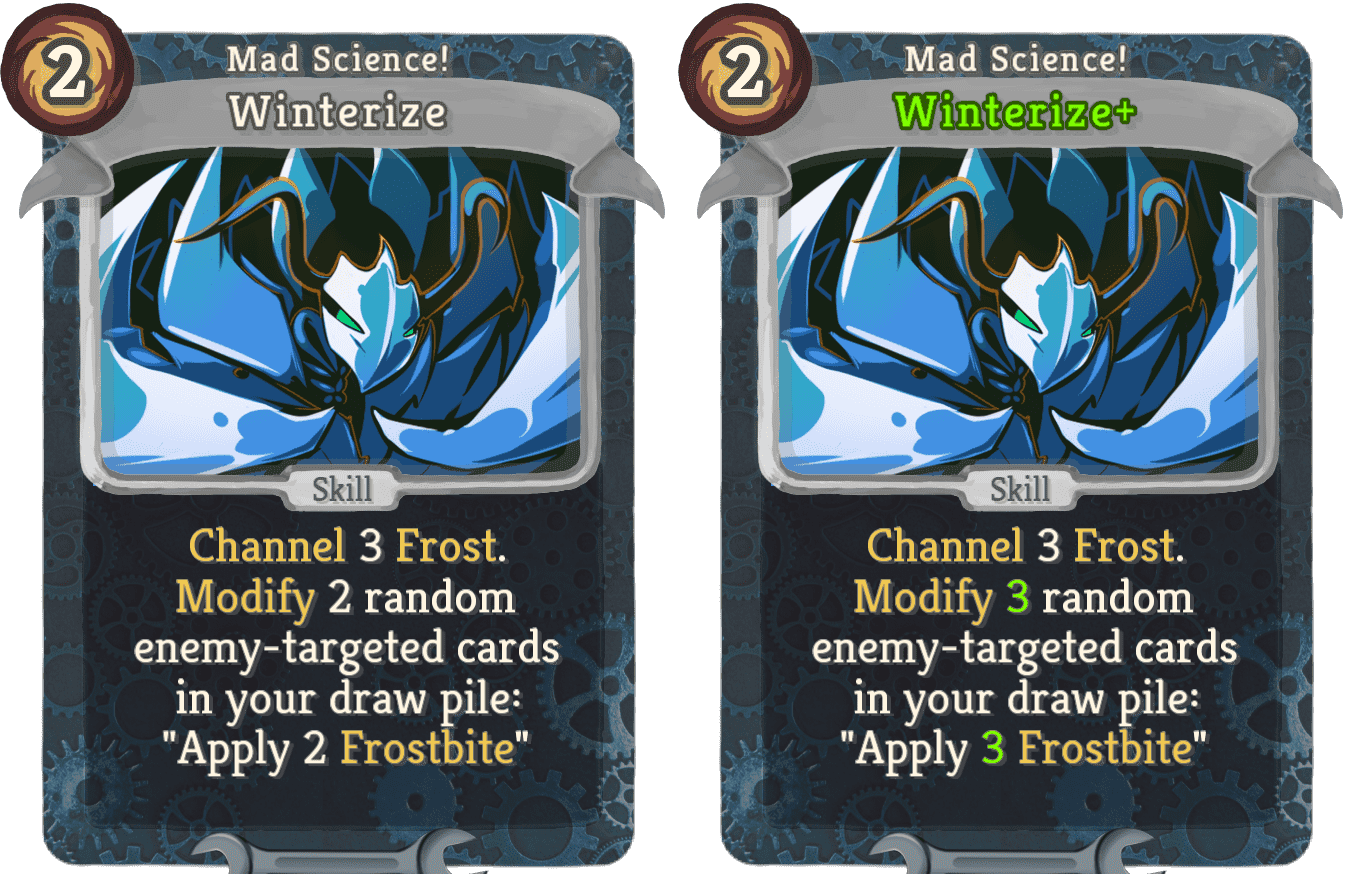 2
Mad Science!
Winterize
Skill
Channel 3 Frost.
Modify 2 random
enemy-targeted cards
in your draw pile:
"Apply 2 Frostbite"
2
Mad Science!
Winterize+
Skill
Channel 3 Frost.
Modify 3 random
enemy-targeted cards
in your draw pile:
"Apply 3 Frostbite"